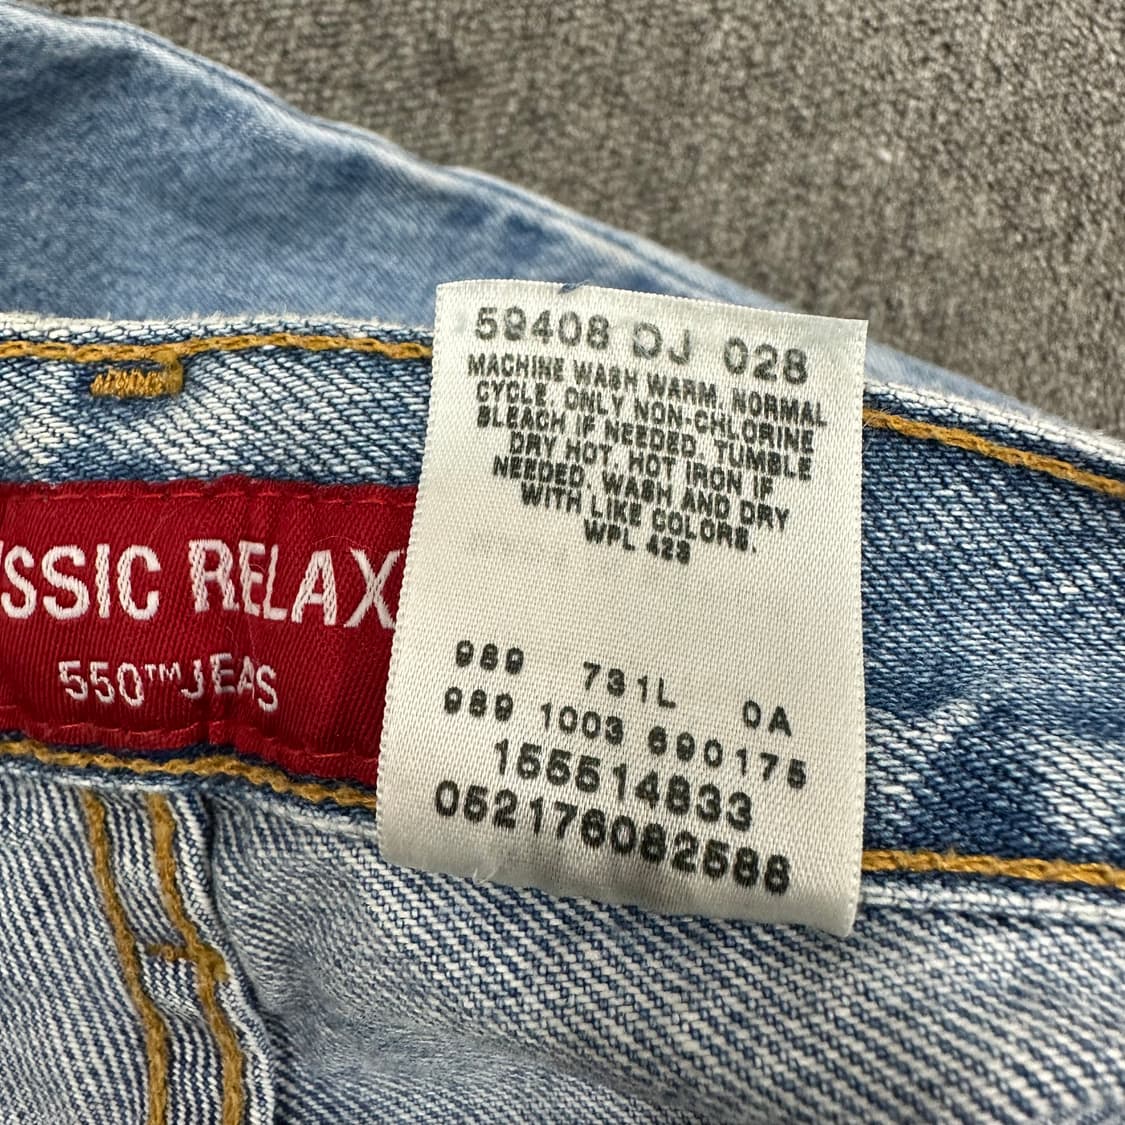 SSIC RELAX
550™JEANS
59408 DJ 028
MACHINE WASH WARM, NORMAL
CYCLE. ONLY NON-CHLORINE
BLEACH IF NEEDED. TUMBLE
DRY HOT, HOT IRON IF
NEEDED. WASH AND DRY
WITH LIKE COLORS.
WPL 423
989 731L 0A
989 1003 690175
155514833
052176082588